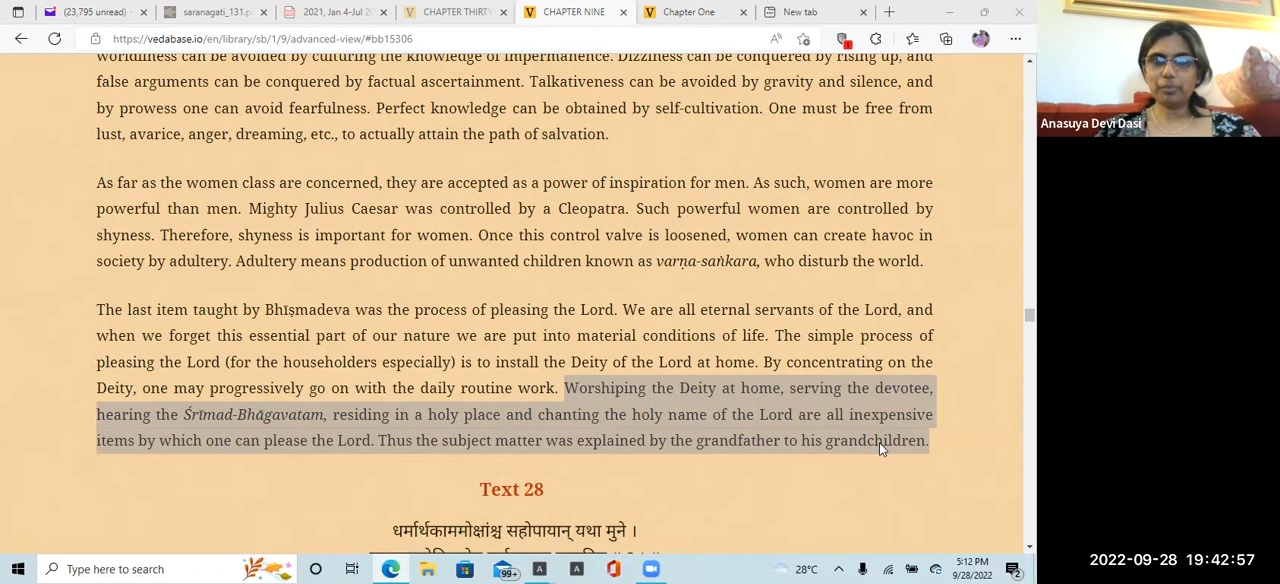 (23,795 unread) -
saranagati_131.p
2021, Jan 4-Jul 2
CHAPTER THIRTY
CHAPTER NINE
Chapter One
New tab
https://vedabase.io/en/library/sb/1/9/advanced-view/#bb15306
worldliness can be avoided by culturing the knowledge of impermanence. Dizziness can be conquered by rising up, and
false arguments can be conquered by factual ascertainment. Talkativeness can be avoided by gravity and silence, and
by prowess one can avoid fearfulness. Perfect knowledge can be obtained by self-cultivation. One must be free from
lust, avarice, anger, dreaming, etc., to actually attain the path of salvation.
As far as the women class are concerned, they are accepted as a power of inspiration for men. As such, women are more
powerful than men. Mighty Julius Caesar was controlled by a Cleopatra. Such powerful women are controlled by
shyness. Therefore, shyness is important for women. Once this control valve is loosened, women can create havoc in
society by adultery. Adultery means production of unwanted children known as varṇa-saṅkara, who disturb the world.
The last item taught by Bhīṣmadeva was the process of pleasing the Lord. We are all eternal servants of the Lord, and
when we forget this essential part of our nature we are put into material conditions of life. The simple process of
pleasing the Lord (for the householders especially) is to install the Deity of the Lord at home. By concentrating on the
Deity, one may progressively go on with the daily routine work. Worshiping the Deity at home, serving the devotee,
hearing the Śrīmad-Bhāgavatam, residing in a holy place and chanting the holy name of the Lord are all inexpensive
items by which one can please the Lord. Thus the subject matter was explained by the grandfather to his grandchildren.
Text 28
धर्मार्थकाममोक्षांश्च सहोपायान् यथा मुने ।
Anasuya Devi Dasi
Type here to search
99+
28°C
5:12 PM
9/28/2022
2
2022-09-28 19:42:57